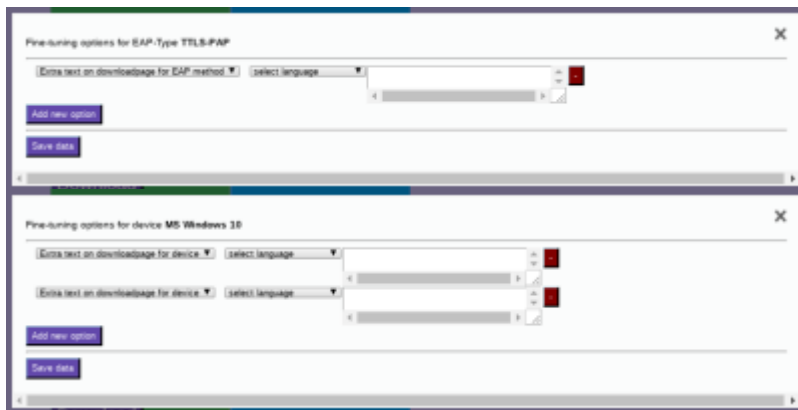 Fine-tuning options for EAP-Type TTLS-PAP
Extra text on downloadpage for EAP method select language
-
Add new option
Save data
Fine-tuning options for device MS Windows 10
Extra text on downloadpage for device select language
-
Extra text on downloadpage for device select language
-
Add new option
Save data